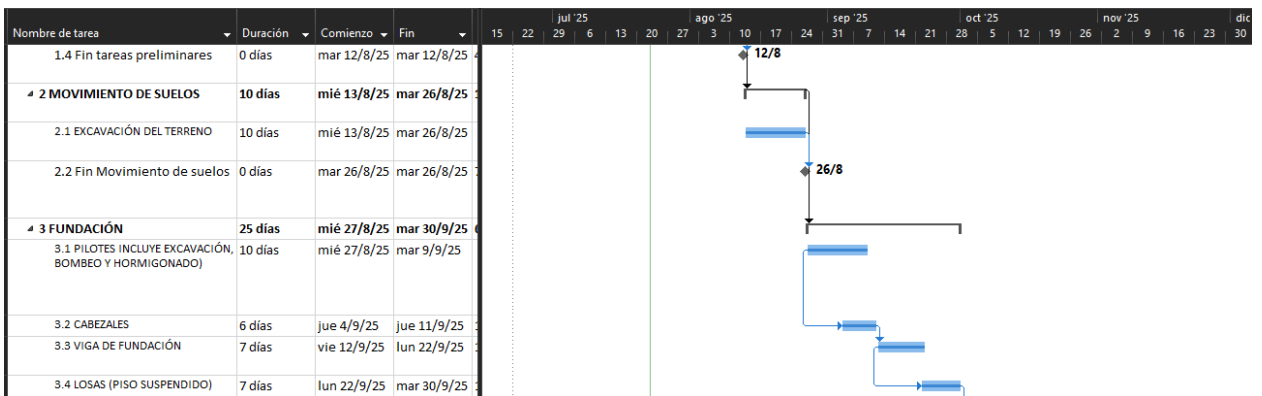 jul '25 ago '25 sep '25 oct '25 nov '25 dic
Nombre de tarea Duración Comienzo Fin 15 22 29 6 13 20 27 3 10 17 24 31 7 14 21 28 5 12 19 26 2 9 16 23 30
1.4 Fin tareas preliminares 0 días mar 12/8/25 mar 12/8/25 12/8
2 MOVIMIENTO DE SUELOS 10 días mié 13/8/25 mar 26/8/25
2.1 EXCAVACIÓN DEL TERRENO 10 días mié 13/8/25 mar 26/8/25
2.2 Fin Movimiento de suelos 0 días mar 26/8/25 mar 26/8/25 26/8
3 FUNDACIÓN 25 días mié 27/8/25 mar 30/9/25
3.1 PILOTES INCLUYE EXCAVACIÓN, 10 días mié 27/8/25 mar 9/9/25
BOMBEO Y HORMIGONADO)
3.2 CABEZALES 6 días jue 4/9/25 jue 11/9/25
3.3 VIGA DE FUNDACIÓN 7 días vie 12/9/25 lun 22/9/25
3.4 LOSAS (PISO SUSPENDIDO) 7 días lun 22/9/25 mar 30/9/25